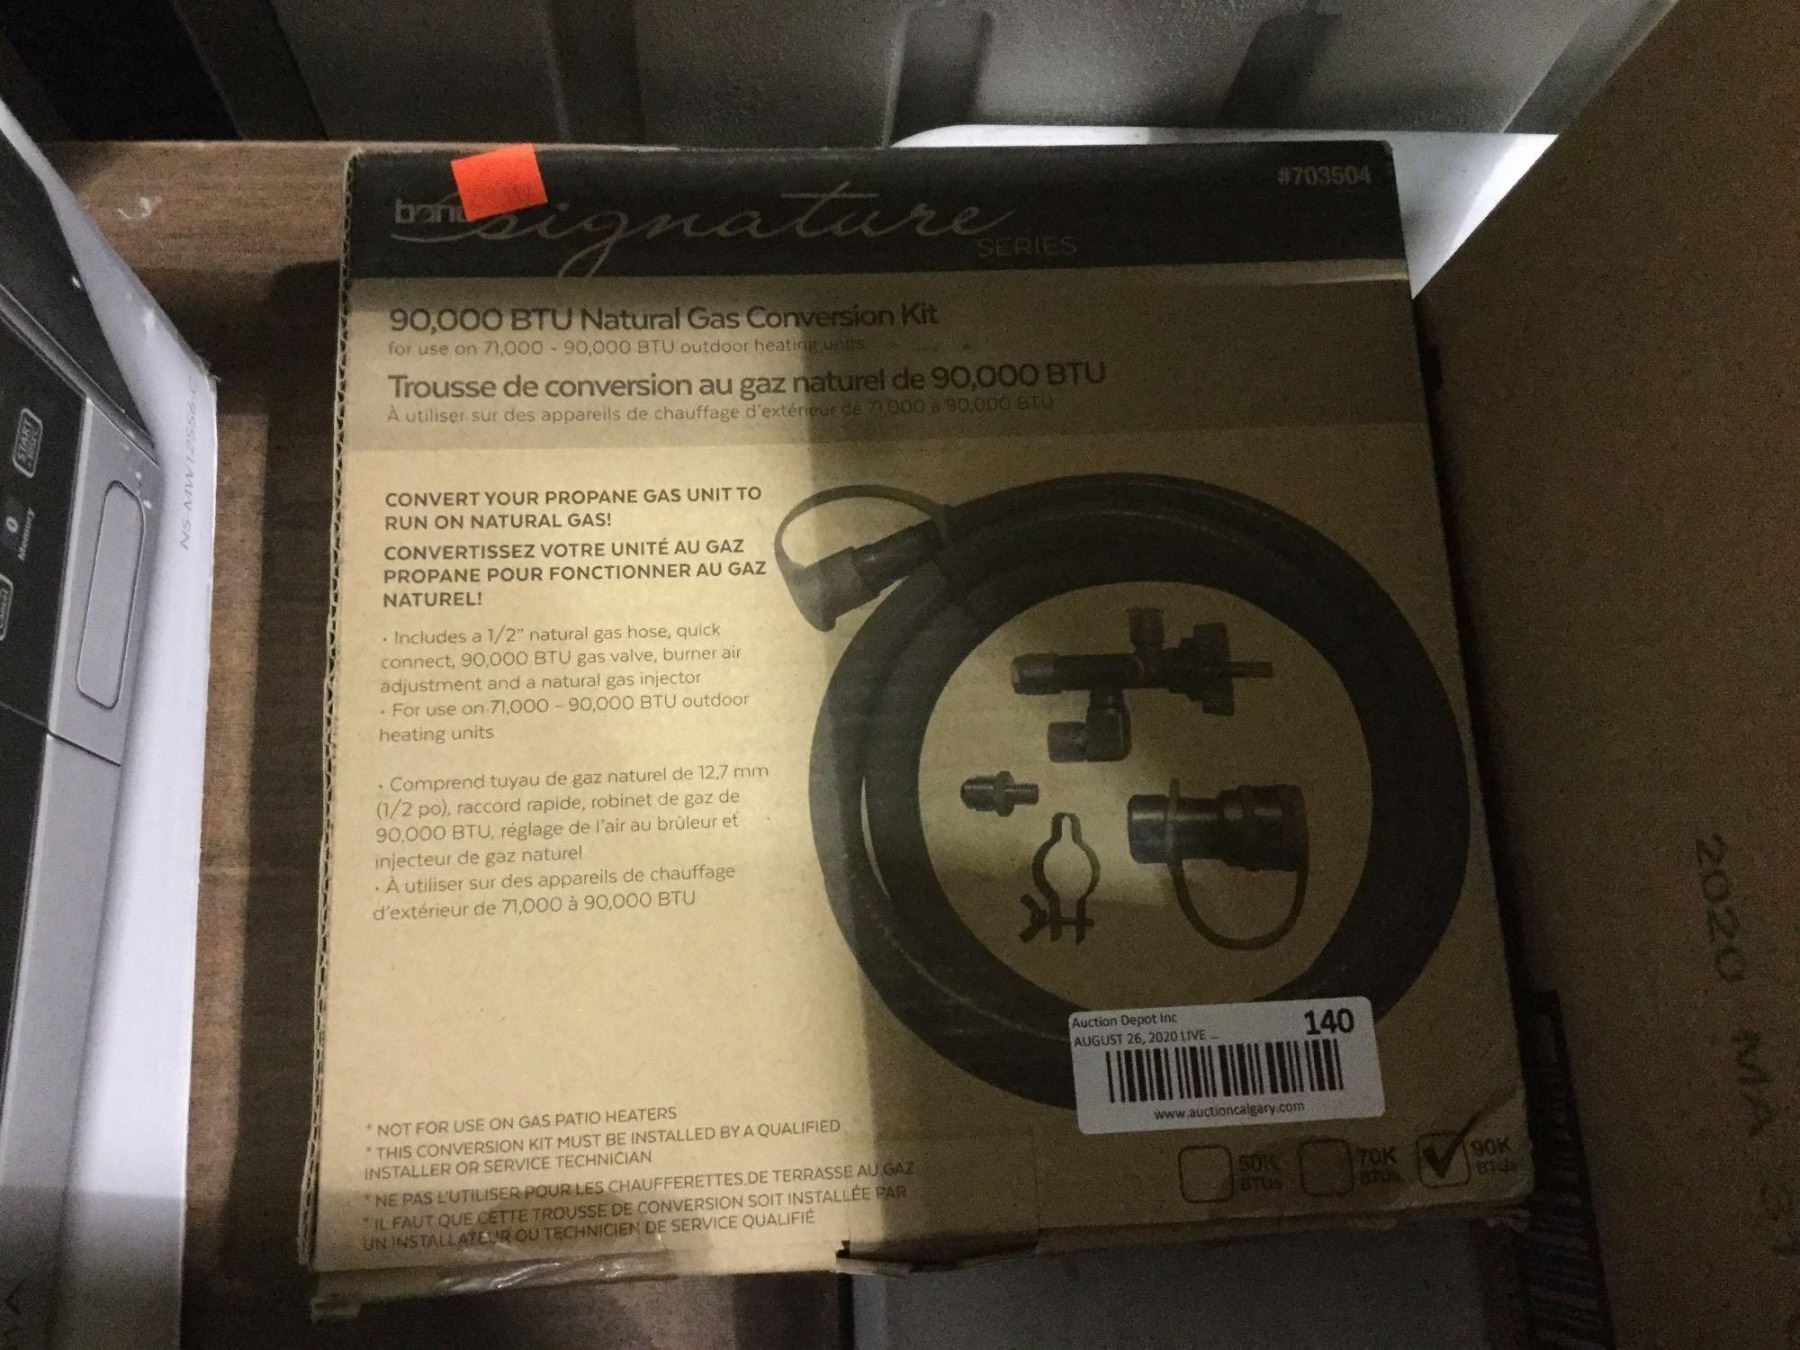 #703504
signature
SERIES
90,000 BTU Natural Gas Conversion Kit
for use on 71,000 - 90,000 BTU outdoor heating units
Trousse de conversion au gaz naturel de 90,000 BTU
À utiliser sur des appareils de chauffage d'extérieur de 71,000 à 90,000 BTU
CONVERT YOUR PROPANE GAS UNIT TO
RUN ON NATURAL GAS!
CONVERTISSEZ VOTRE UNITÉ AU GAZ
PROPANE POUR FONCTIONNER AU GAZ
NATUREL!
• Includes a 1/2" natural gas hose, quick
connect, 90,000 BTU gas valve, burner air
adjustment and a natural gas injector
• For use on 71,000 - 90,000 BTU outdoor
heating units
• Comprend tuyau de gaz naturel de 12,7 mm
(1/2 po), raccord rapide, robinet de gaz de
90,000 BTU, réglage de l'air au brûleur et
injecteur de gaz naturel
• À utiliser sur des appareils de chauffage
d'extérieur de 71,000 à 90,000 BTU
* NOT FOR USE ON GAS PATIO HEATERS
* THIS CONVERSION KIT MUST BE INSTALLED BY A QUALIFIED
INSTALLER OR SERVICE TECHNICIAN
* NE PAS L'UTILISER POUR LES CHAUFFERETTES DE TERRASSE AU GAZ
* IL FAUT QUE CETTE TROUSSE DE CONVERSION SOIT INSTALLÉE PAR
UN INSTALLATEUR OU TECHNICIEN DE SERVICE QUALIFIÉ
Auction Depot Inc
140
AUGUST 26, 2020 LIVE ...
www.auctioncalgary.com
50K
BTUs
70K
BTUs
90K
BTUs
START
0
Memory
Cancel
2020 MA